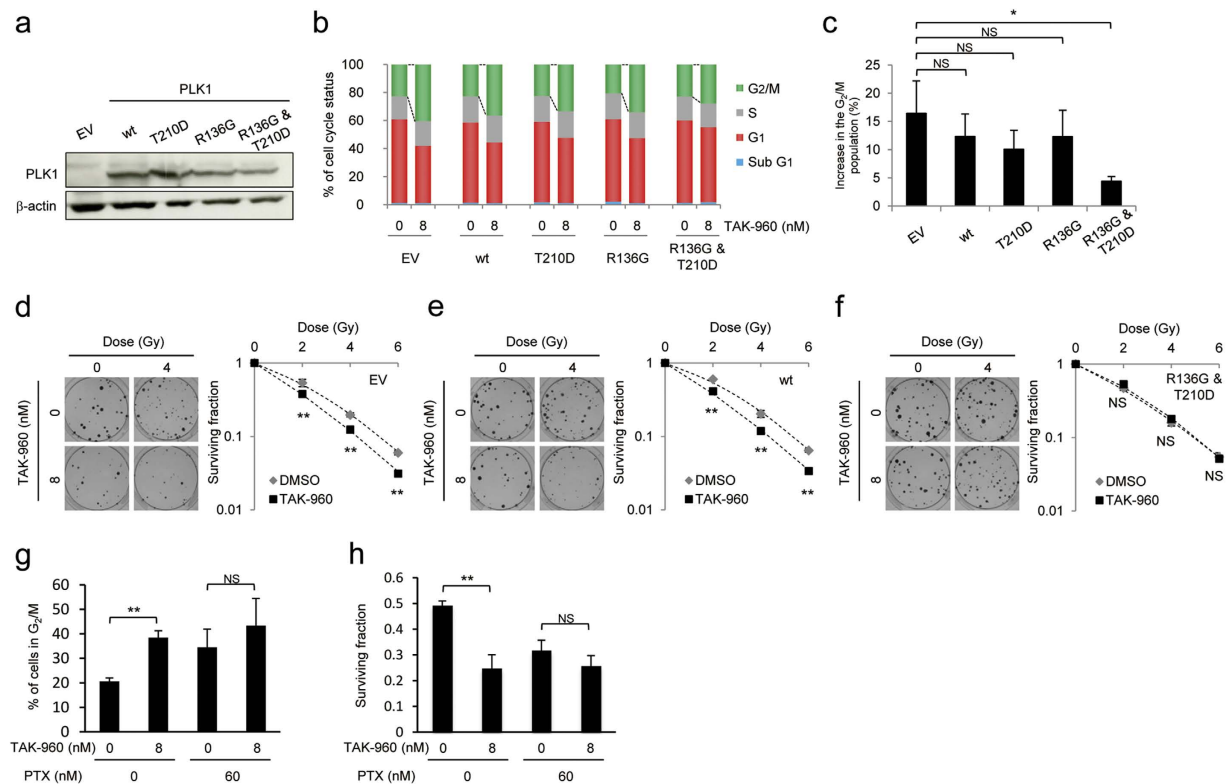 a
PLK1
EV
wt
T210D
R136G
R136G &
T210D
PLK1
β-actin
b
% of cell cycle status
100
80
60
40
20
0
G2/M
S
G1
Sub G1
0 8 0 8 0 8 0 8 0 8 TAK-960 (nM)
EV wt T210D R136G R136G &
T210D
c
Increase in the G2/M
population (%)
25
20
15
10
5
0
*
NS
NS
NS
EV
wt
T210D
R136G
R136G &
T210D
d
Dose (Gy)
0 4
TAK-960 (nM)
0
8
Dose (Gy)
0 2 4 6
Surviving fraction
1
0.1
0.01
EV
**
**
**
DMSO
TAK-960
e
Dose (Gy)
0 4
TAK-960 (nM)
0
8
Dose (Gy)
0 2 4 6
Surviving fraction
1
0.1
0.01
wt
**
**
**
DMSO
TAK-960
f
Dose (Gy)
0 4
TAK-960 (nM)
0
8
Dose (Gy)
0 2 4 6
Surviving fraction
1
0.1
0.01
R136G &
T210D
NS
NS
NS
DMSO
TAK-960
g
% of cells in G2/M
60
50
40
30
20
10
0
**
NS
TAK-960 (nM) 0 8 0 8
PTX (nM) 0 60
h
Surviving fraction
0.6
0.5
0.4
0.3
0.2
0.1
0
**
NS
TAK-960 (nM) 0 8 0 8
PTX (nM) 0 60